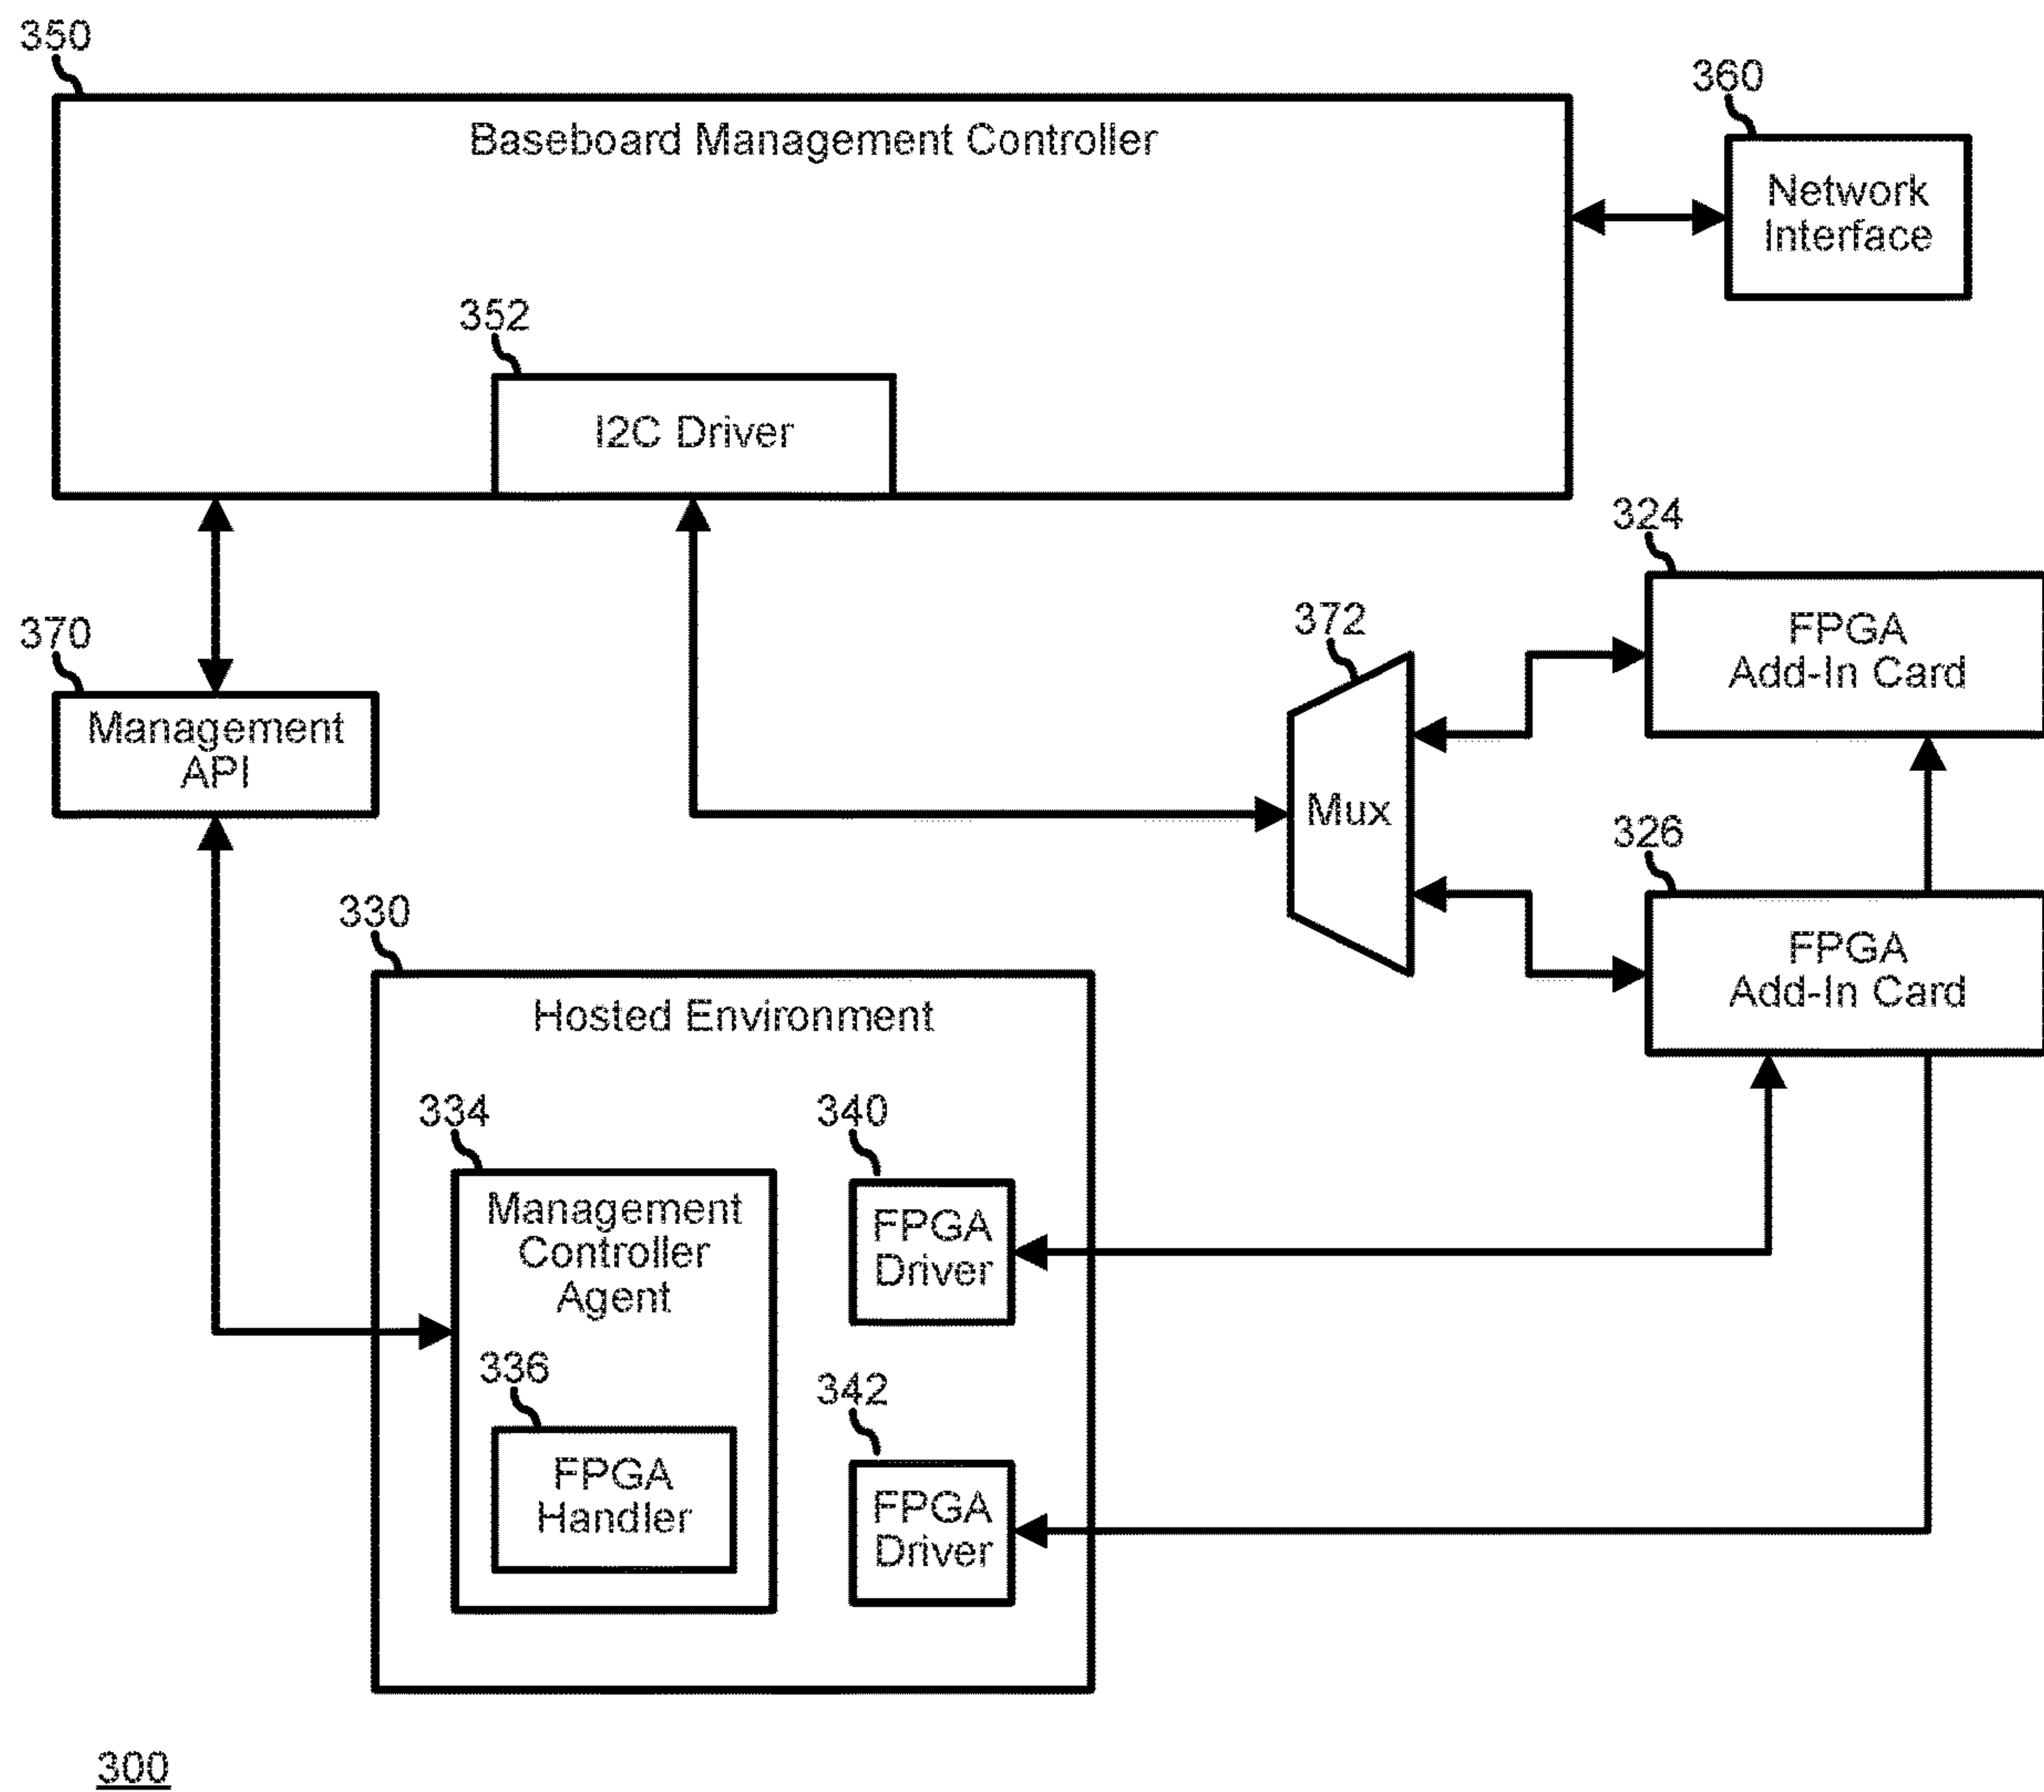 350
Baseboard Management Controller
360
Network
Interface
352
I2C Driver
324
FPGA
Add-In Card
370
Management
API
372
Mux
326
FPGA
Add-In Card
330
Hosted Environment
334
Management
Controller
Agent
340
FPGA
Driver
336
FPGA
Handler
342
FPGA
Driver
300